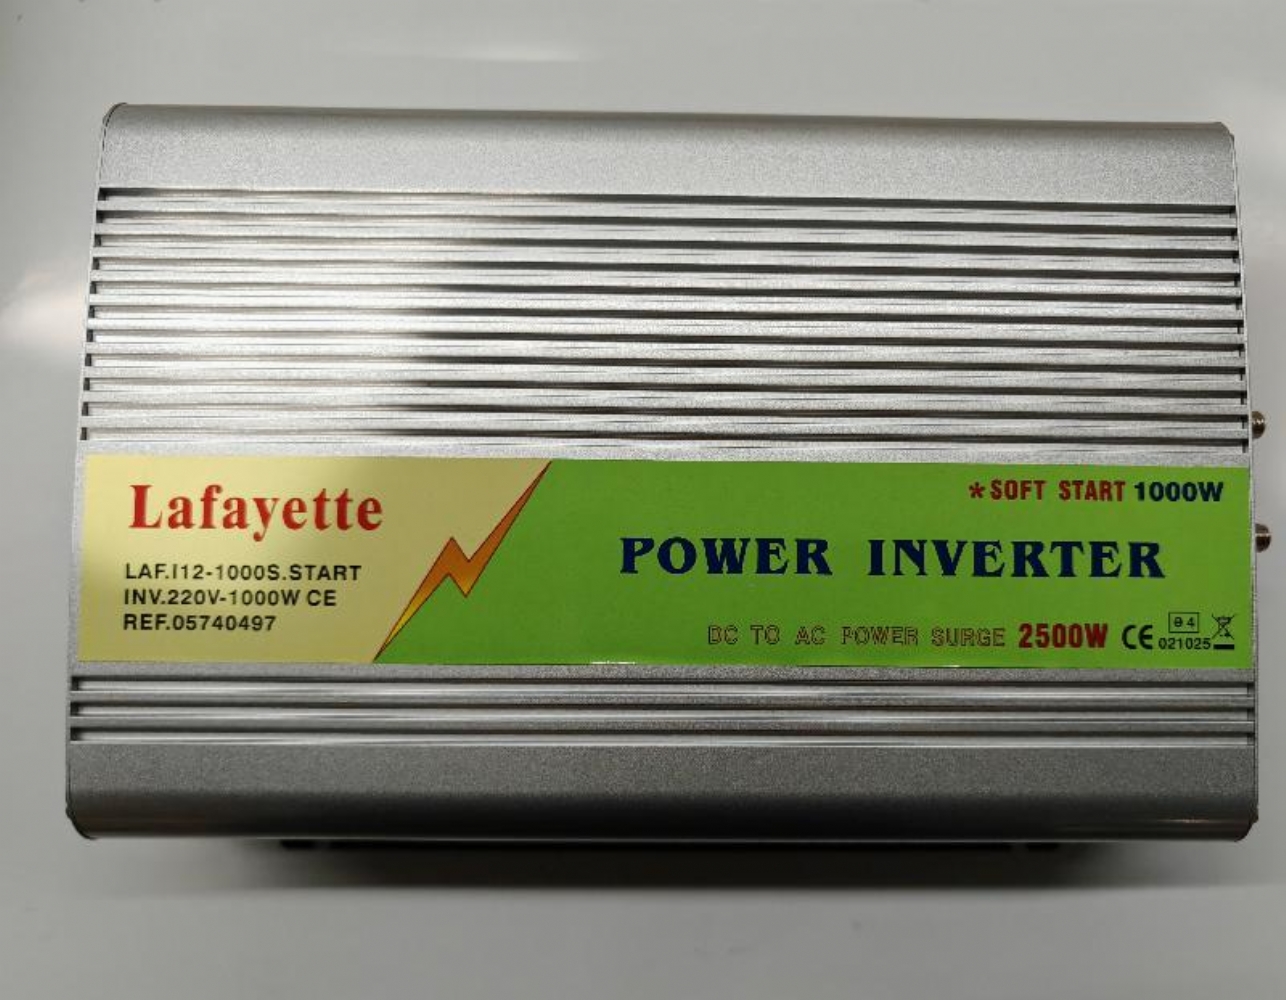 Lafayette
LAF.I12-1000S.START
INV.220V-1000W CE
REF.05740497
*SOFT START 1000W
POWER INVERTER
DC TO AC POWER SURGE 2500W CE
021025